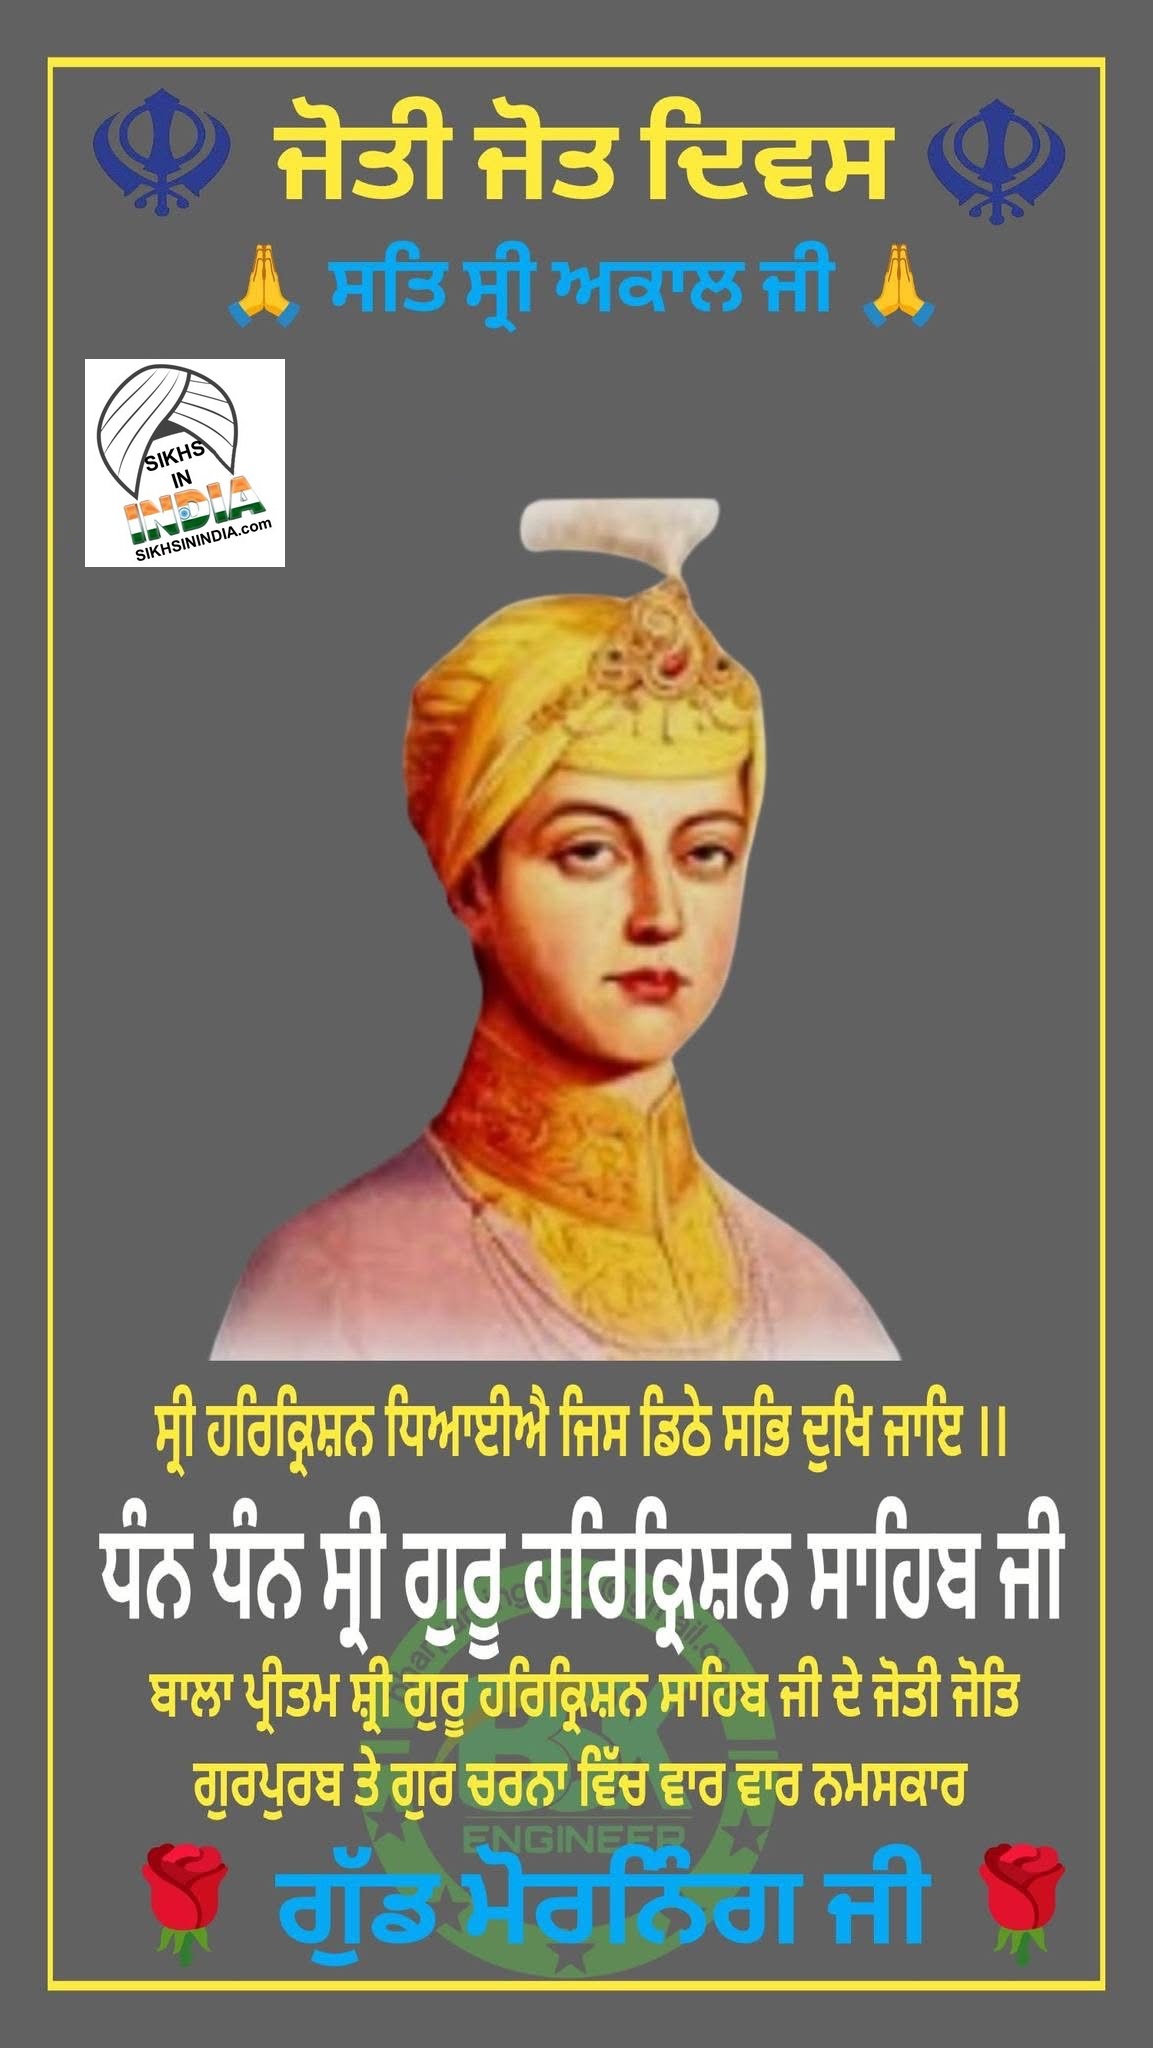 ਜੋਤੀ ਜੋਤ ਦਿਵਸ
ਸਤਿ ਸ੍ਰੀ ਅਕਾਲ ਜੀ
SIKHS
IN
INDIA
SIKHSININDIA.com
ਸ੍ਰੀ ਹਰਿਕ੍ਰਿਸ਼ਨ ਧਿਆਈਐ ਜਿਸ ਡਿਠੇ ਸਭਿ ਦੁਖਿ ਜਾਇ ।।
ਧੰਨ ਧੰਨ ਸ੍ਰੀ ਗੁਰੂ ਹਰਿਕ੍ਰਿਸ਼ਨ ਸਾਹਿਬ ਜੀ
ਬਾਲਾ ਪ੍ਰੀਤਮ ਸ਼੍ਰੀ ਗੁਰੂ ਹਰਿਕ੍ਰਿਸ਼ਨ ਸਾਹਿਬ ਜੀ ਦੇ ਜੋਤੀ ਜੋਤਿ
ਗੁਰਪੁਰਬ ਤੇ ਗੁਰ ਚਰਨਾ ਵਿੱਚ ਵਾਰ ਵਾਰ ਨਮਸਕਾਰ
ENGINEER
ਗੁੱਡ ਮੋਰਨਿੰਗ ਜੀ